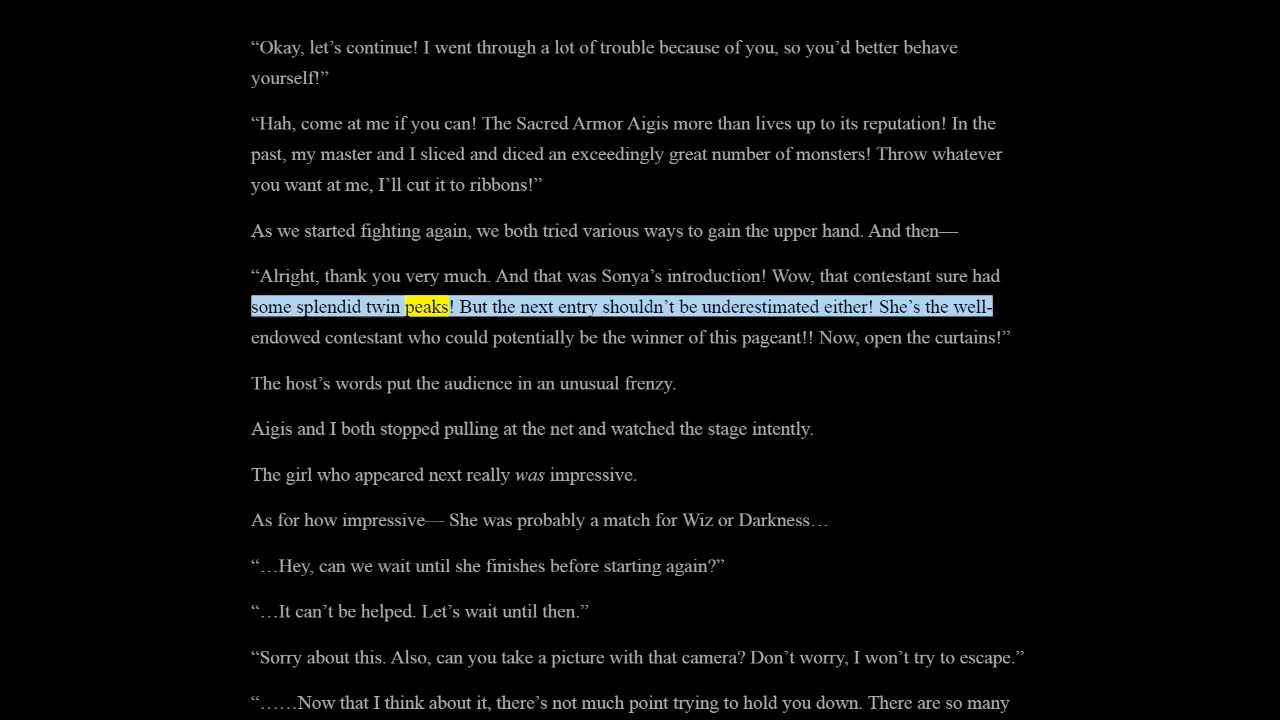 “Okay, let’s continue! I went through a lot of trouble because of you, so you’d better behave
yourself!”
“Hah, come at me if you can! The Sacred Armor Aigis more than lives up to its reputation! In the
past, my master and I sliced and diced an exceedingly great number of monsters! Throw whatever
you want at me, I’ll cut it to ribbons!”
As we started fighting again, we both tried various ways to gain the upper hand. And then—
“Alright, thank you very much. And that was Sonya’s introduction! Wow, that contestant sure had
some splendid twin peaks! But the next entry shouldn’t be underestimated either! She’s the well-
endowed contestant who could potentially be the winner of this pageant!! Now, open the curtains!”
The host’s words put the audience in an unusual frenzy.
Aigis and I both stopped pulling at the net and watched the stage intently.
The girl who appeared next really was impressive.
As for how impressive— She was probably a match for Wiz or Darkness…
“…Hey, can we wait until she finishes before starting again?”
“…It can’t be helped. Let’s wait until then.”
“Sorry about this. Also, can you take a picture with that camera? Don’t worry, I won’t try to escape.”
“……Now that I think about it, there’s not much point trying to hold you down. There are so many